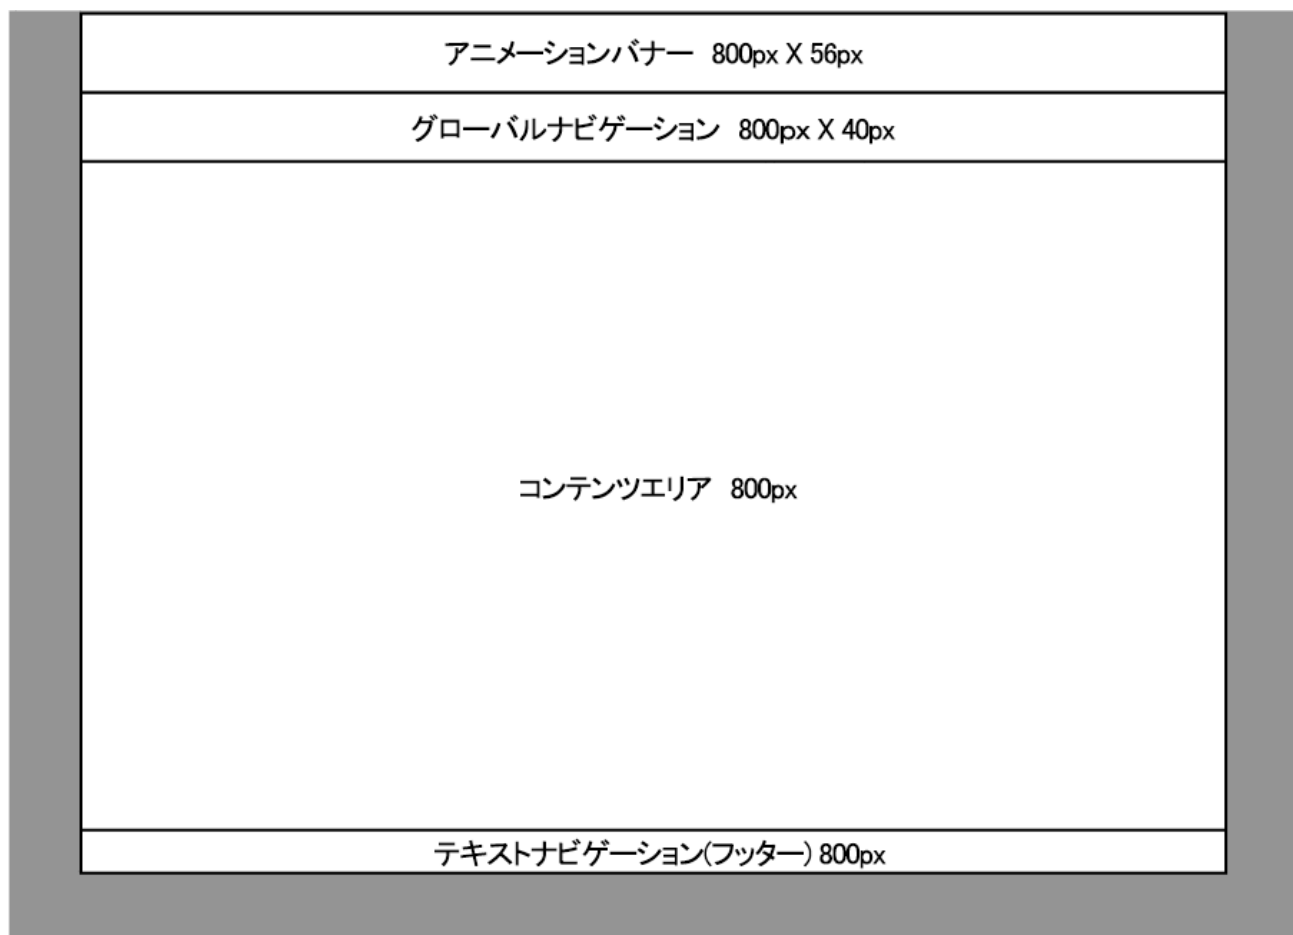 アニメーションバナー 800px X 56px
グローバルナビゲーション 800px X 40px
コンテンツエリア 800px
テキストナビゲーション(フッター) 800px